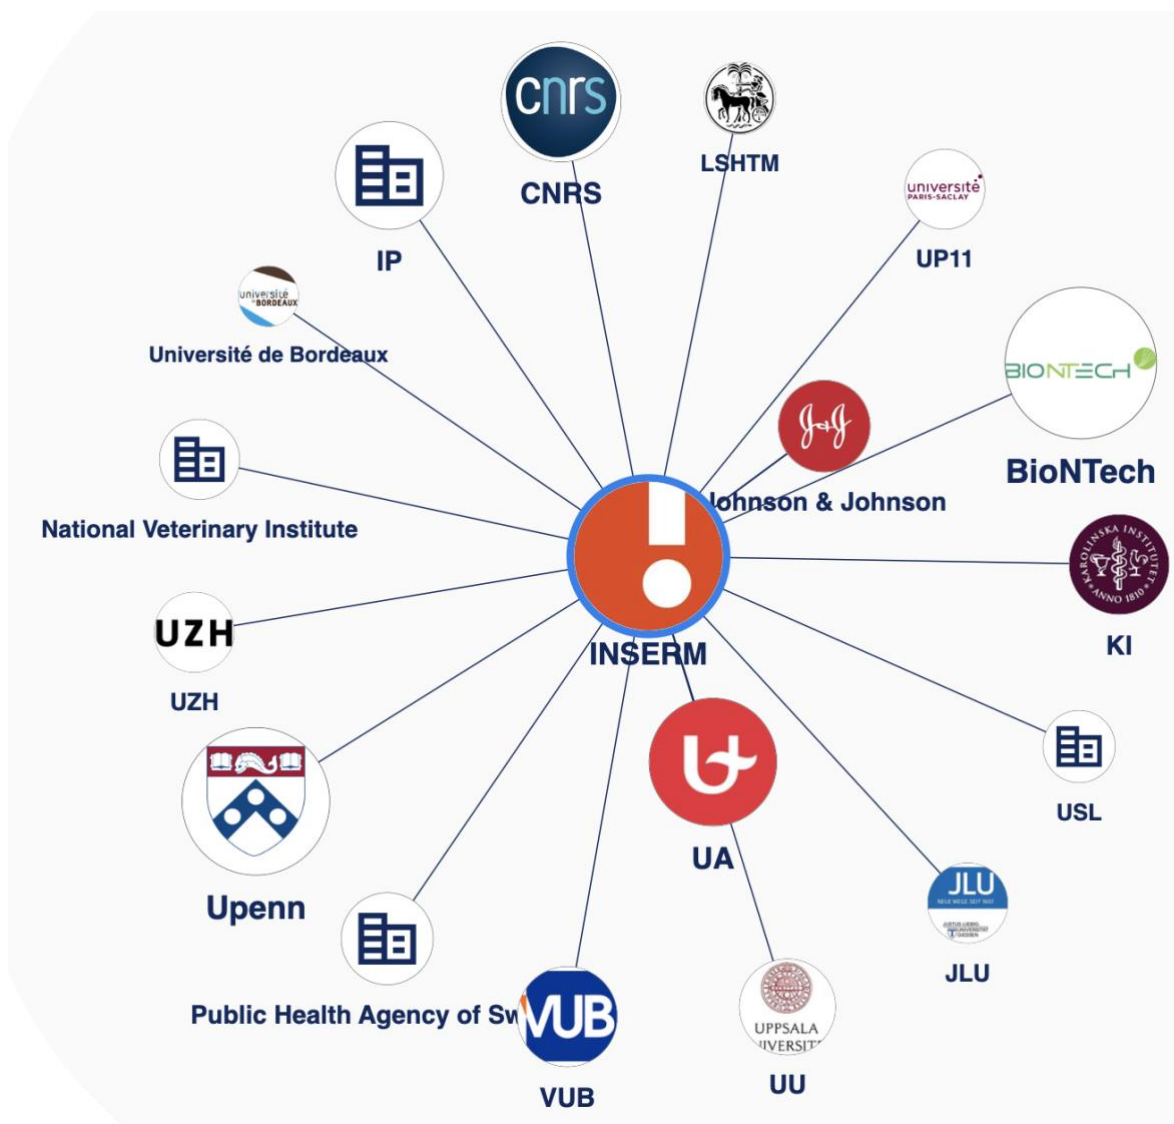 cnrs
CNRS
LSHTM
université
PARIS-SACLAY
UP11
IP
université
de BORDEAUX
Université de Bordeaux
BIONTECH
BioNTech
J&J
Johnson & Johnson
National Veterinary Institute
KAROLINSKA INSTITUTET
ANNO 1810
KI
INSERM
UZH
UZH
USL
UA
Upenn
JLU
JLU
Public Health Agency of Sw
VUB
VUB
UPPSALA
UNIVERSITET
UU